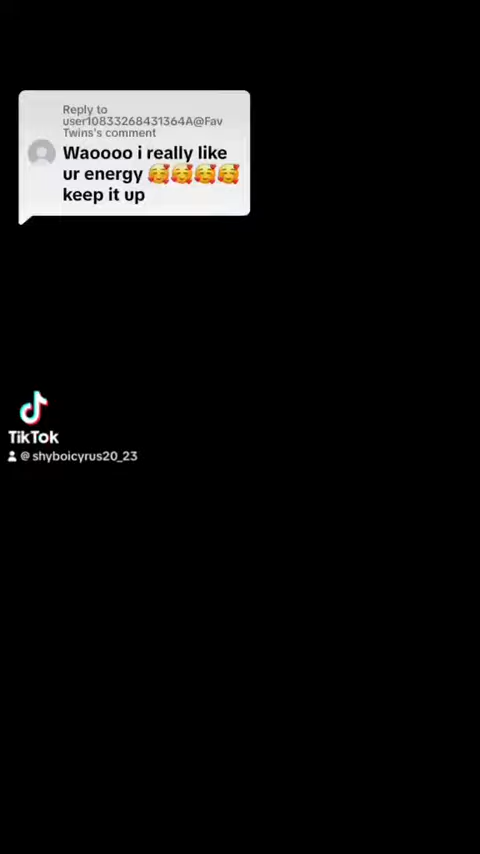 Reply to
user10833268431364A@Fav
Twins's comment
Waoooo i really like
ur energy 🥰🥰🥰🥰
keep it up
TikTok
@ shyboicyrus20_23